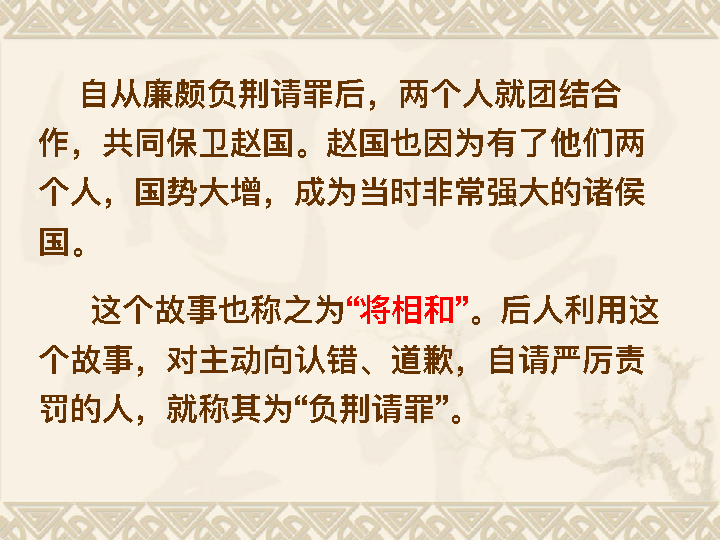 自从廉颇负荆请罪后，两个人就团结合
作，共同保卫赵国。赵国也因为有了他们两
个人，国势大增，成为当时非常强大的诸侯
国。
这个故事也称之为“将相和”。后人利用这
个故事，对主动向认错、道歉，自请严厉责
罚的人，就称其为“负荆请罪”。